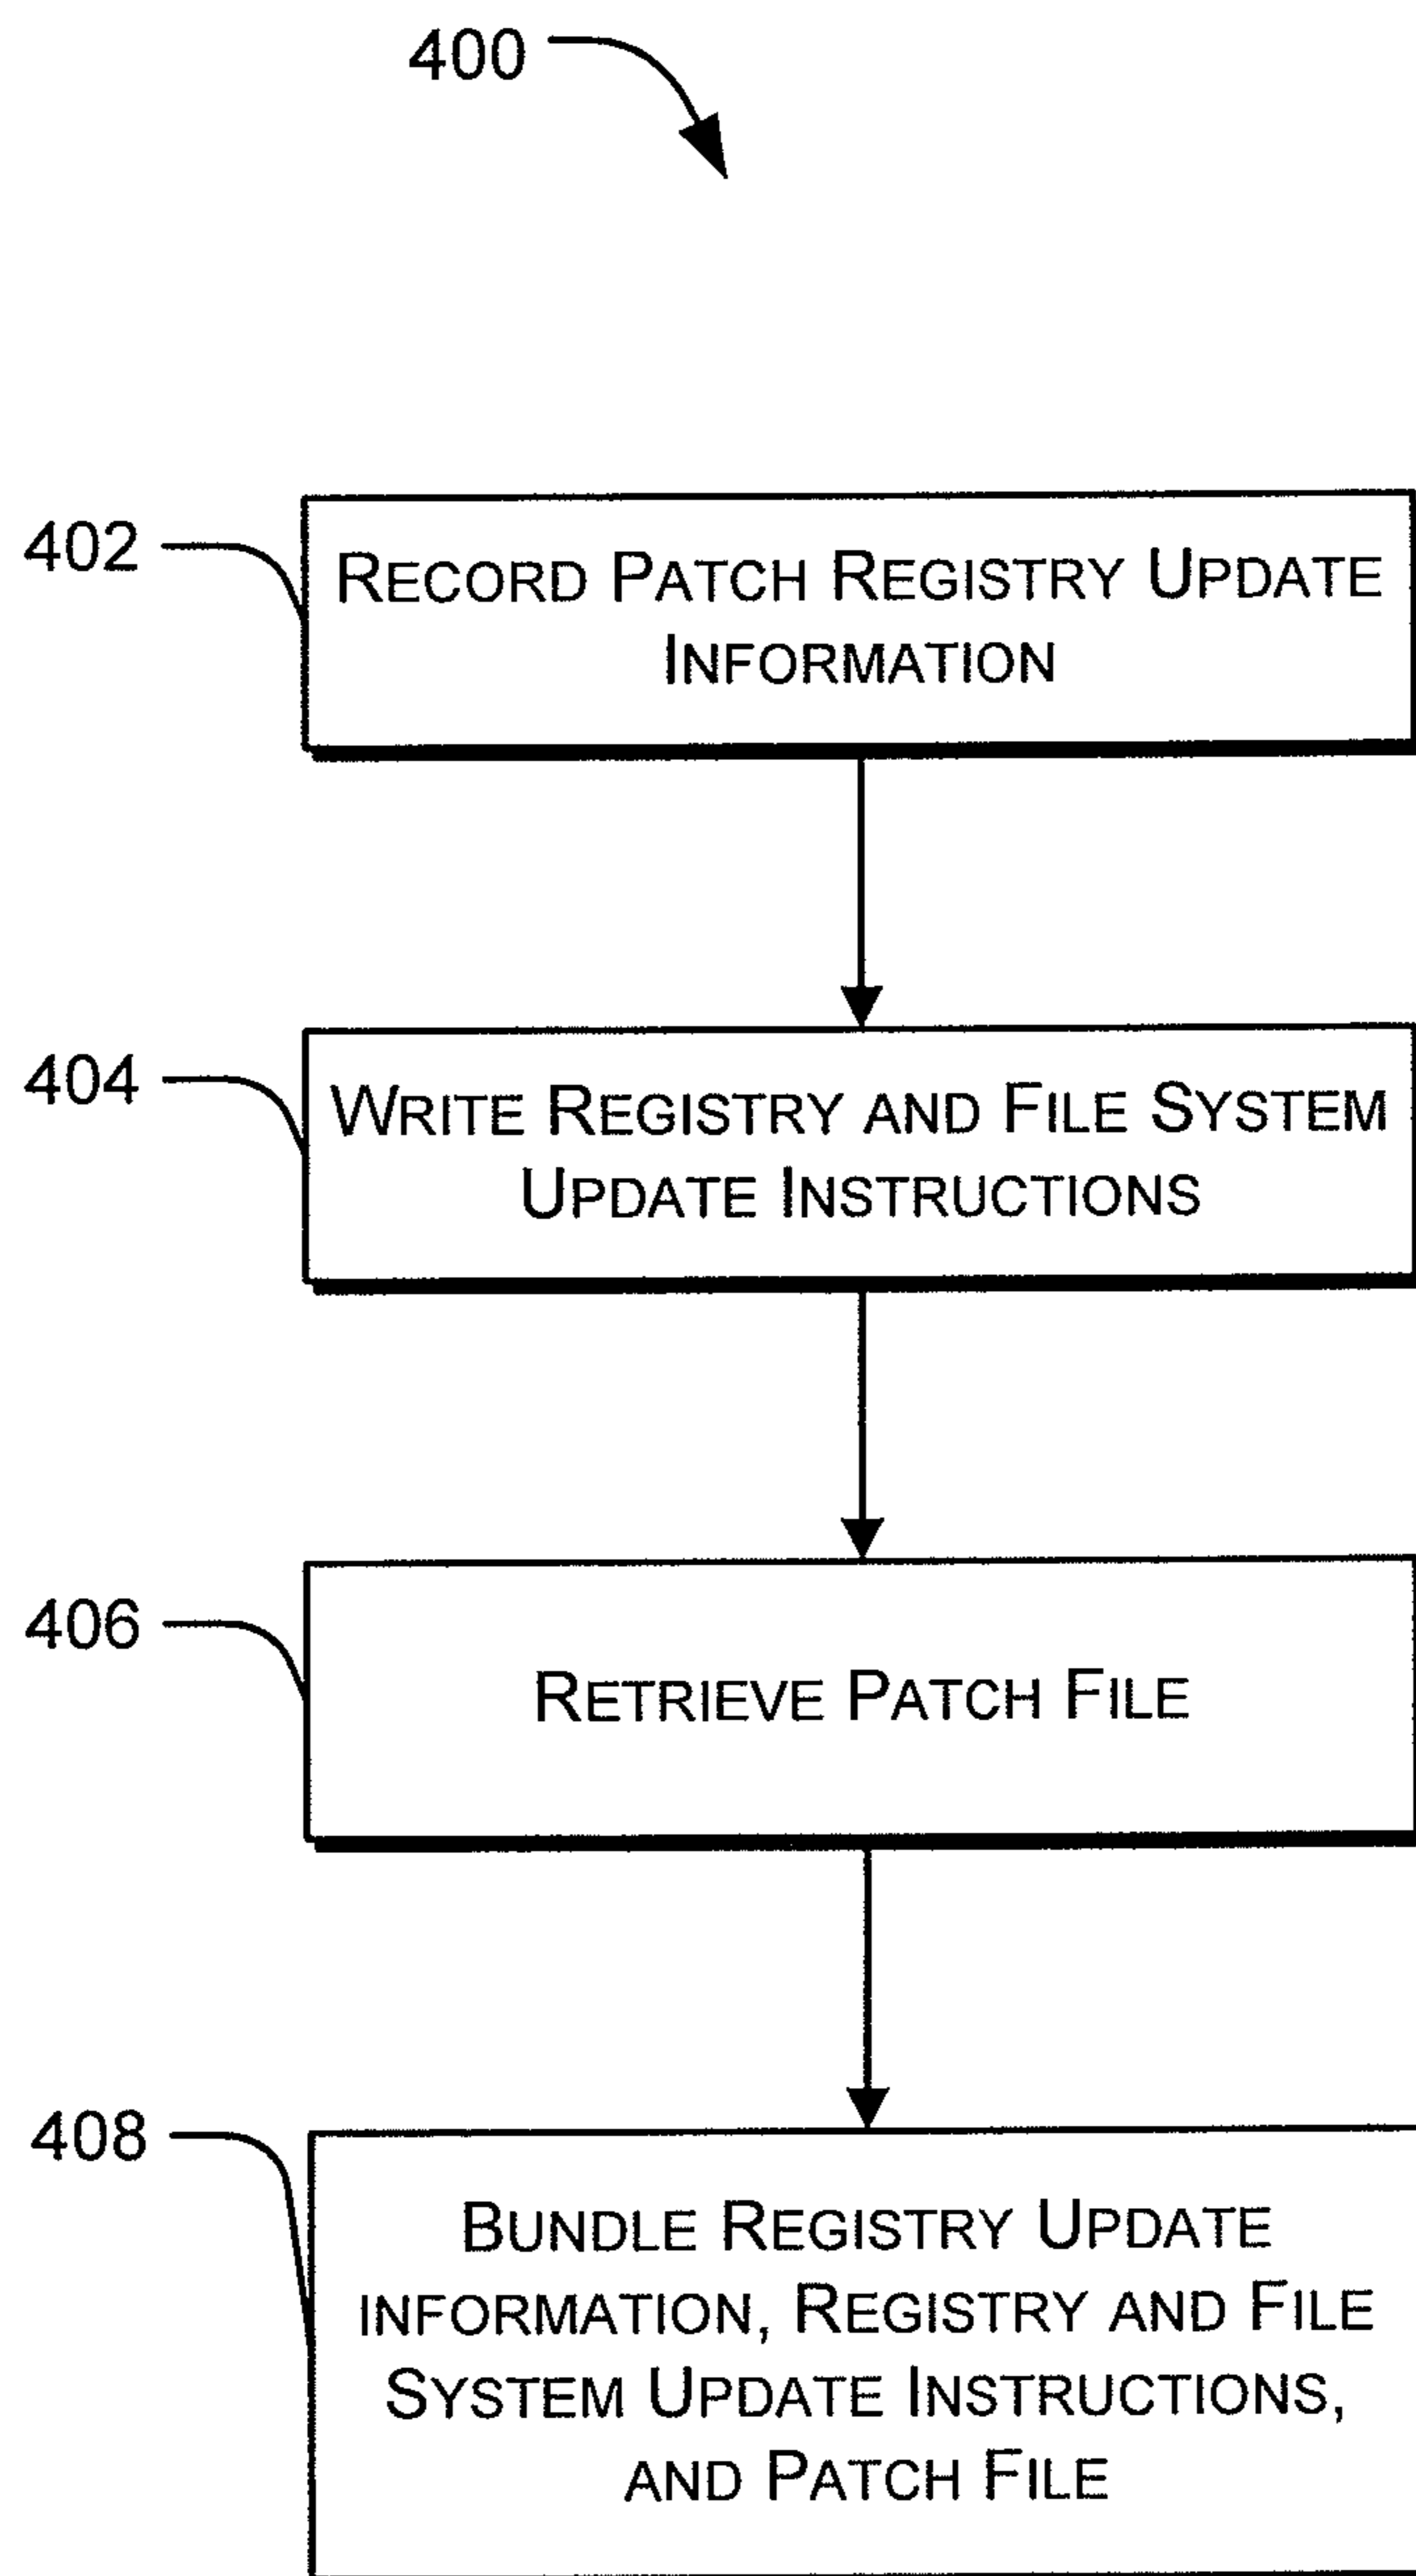 400
402
RECORD PATCH REGISTRY UPDATE
INFORMATION
404
WRITE REGISTRY AND FILE SYSTEM
UPDATE INSTRUCTIONS
406
RETRIEVE PATCH FILE
408
BUNDLE REGISTRY UPDATE
INFORMATION, REGISTRY AND FILE
SYSTEM UPDATE INSTRUCTIONS,
AND PATCH FILE